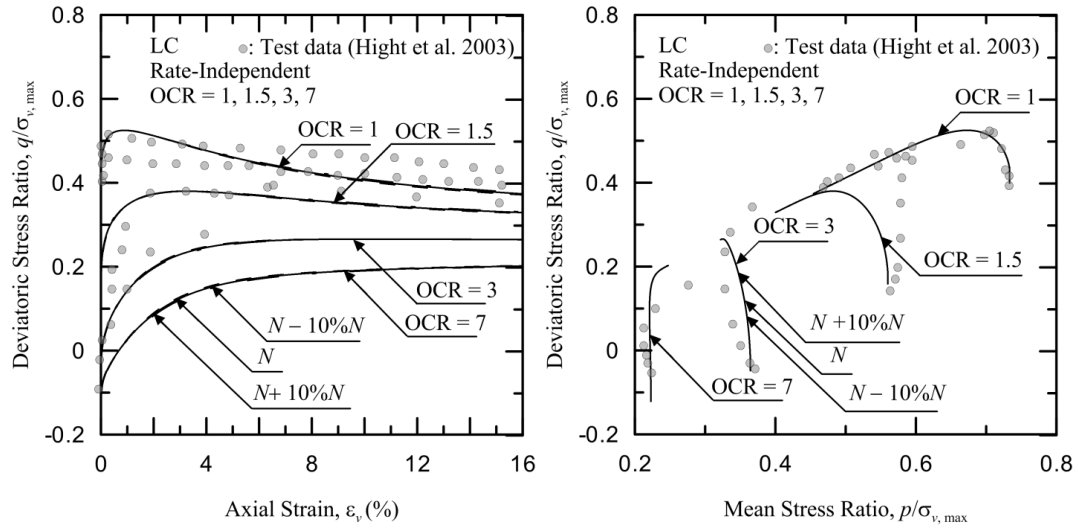 0.8
0.6
0.4
0.2
0
-0.2
Deviatoric Stress Ratio, q/σv, max
LC
: Test data (Hight et al. 2003)
Rate-Independent
OCR = 1, 1.5, 3, 7
OCR = 1
OCR = 1.5
OCR = 3
OCR = 7
N − 10%N
N
N+ 10%N
0
4
8
12
16
Axial Strain, εv (%)
0.8
0.6
0.4
0.2
0
-0.2
Deviatoric Stress Ratio, q/σv, max
LC
: Test data (Hight et al. 2003)
Rate-Independent
OCR = 1, 1.5, 3, 7
OCR = 1
OCR = 3
OCR = 1.5
N +10%N
N
OCR = 7
N − 10%N
0.2
0.4
0.6
0.8
Mean Stress Ratio, p/σv, max